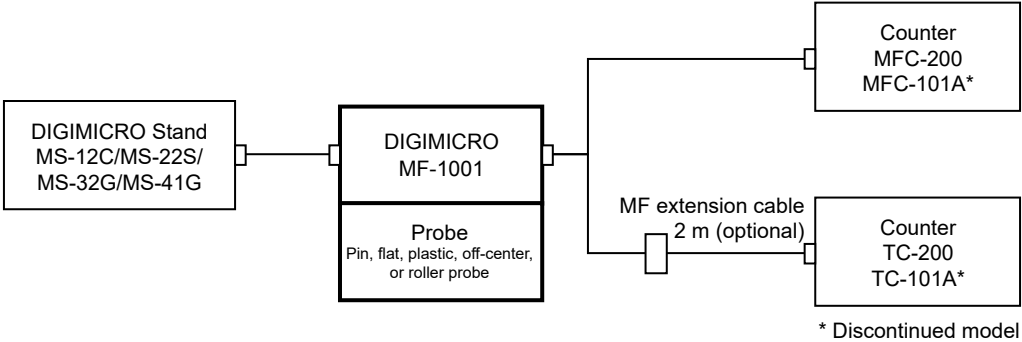 DIGIMICRO Stand
MS-12C/MS-22S/
MS-32G/MS-41G
DIGIMICRO
MF-1001
Probe
Pin, flat, plastic, off-center,
or roller probe
Counter
MFC-200
MFC-101A*
MF extension cable
2 m (optional)
Counter
TC-200
TC-101A*
* Discontinued model